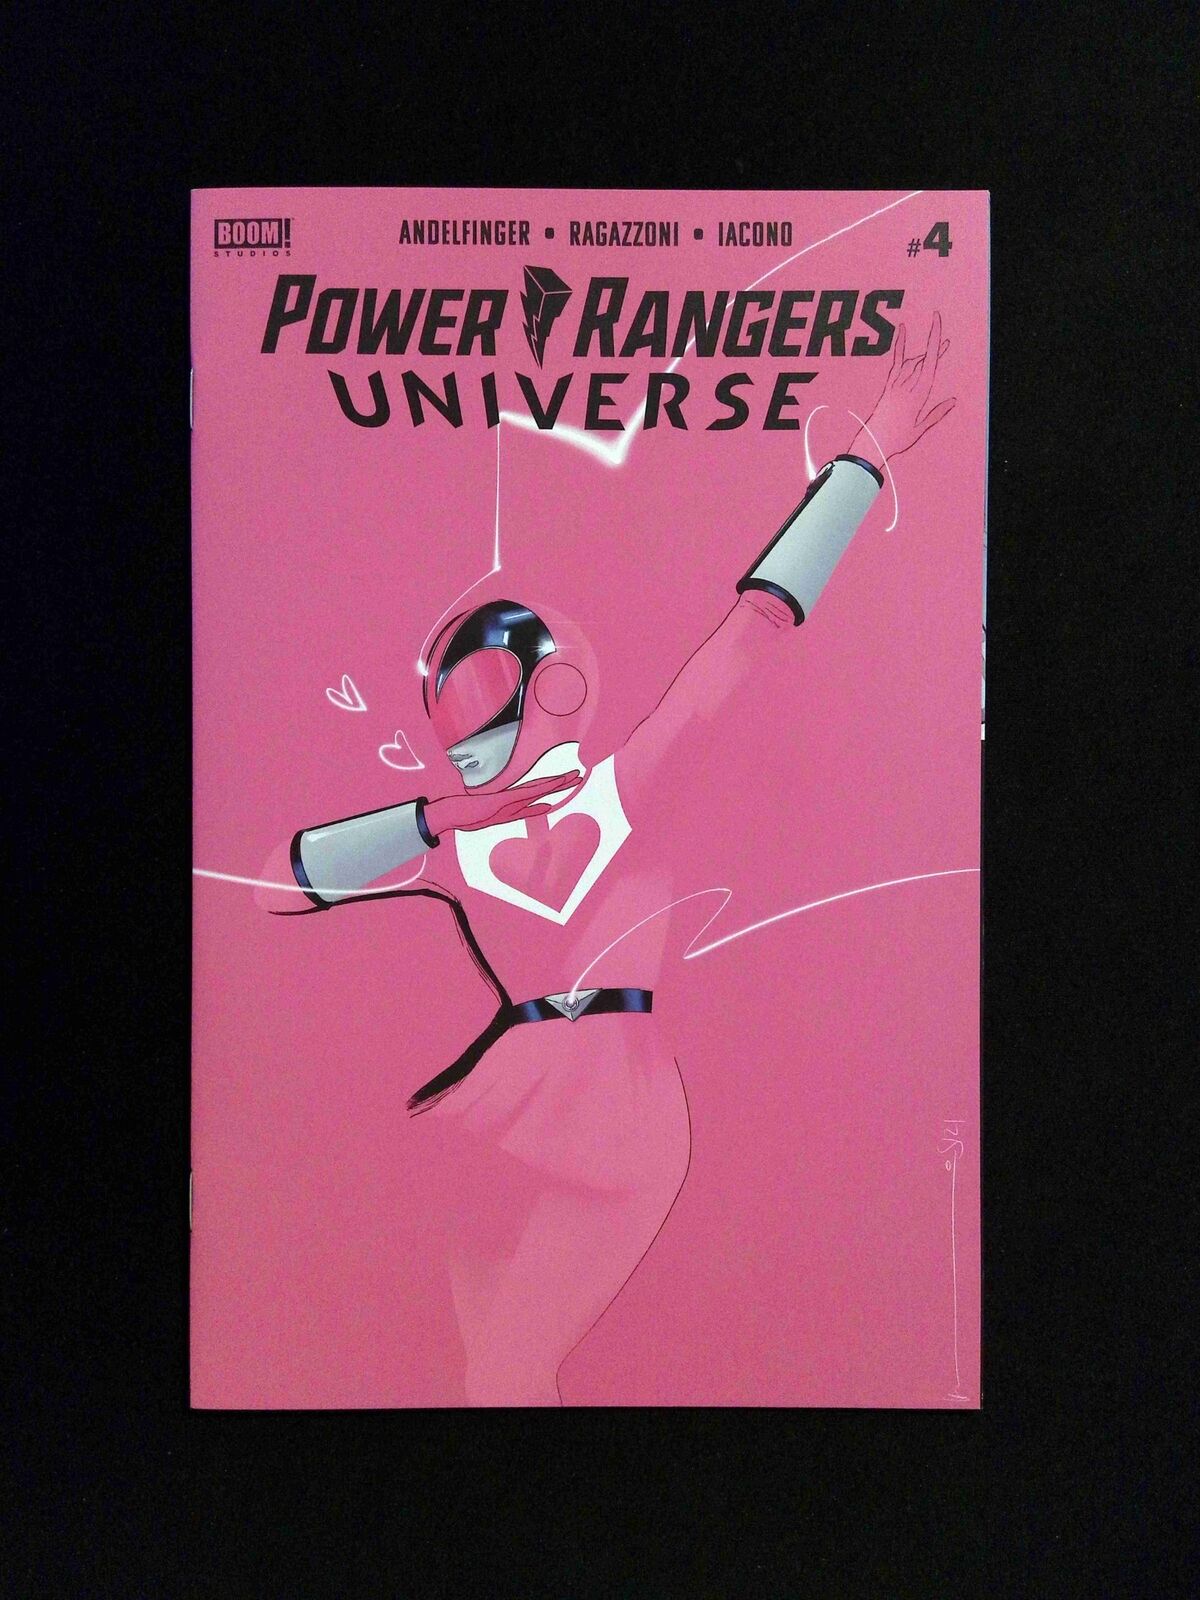 BOOM!
STUDIOS
ANDELFINGER • RAGAZZONI • IACONO
#4
POWER RANGERS
UNIVERSE